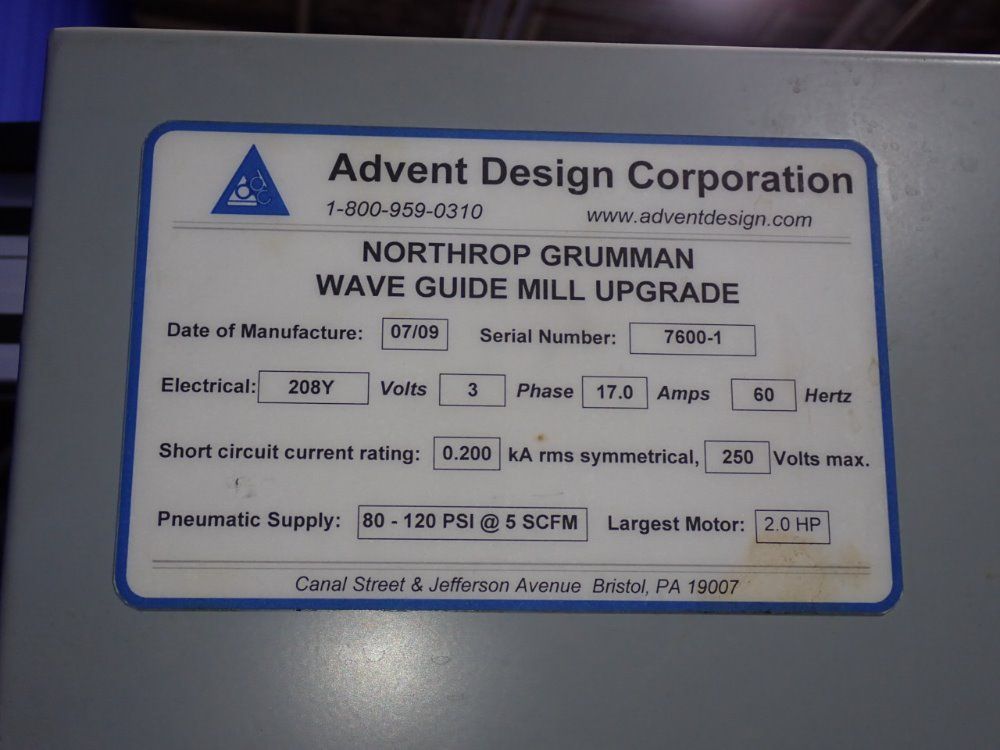 Advent Design Corporation
1-800-959-0310 www.adventdesign.com
NORTHROP GRUMMAN
WAVE GUIDE MILL UPGRADE
Date of Manufacture: 07/09 Serial Number: 7600-1
Electrical: 208Y Volts 3 Phase 17.0 Amps 60 Hertz
Short circuit current rating: 0.200 kA rms symmetrical, 250 Volts max.
Pneumatic Supply: 80 - 120 PSI @ 5 SCFM Largest Motor: 2.0 HP
Canal Street & Jefferson Avenue Bristol, PA 19007